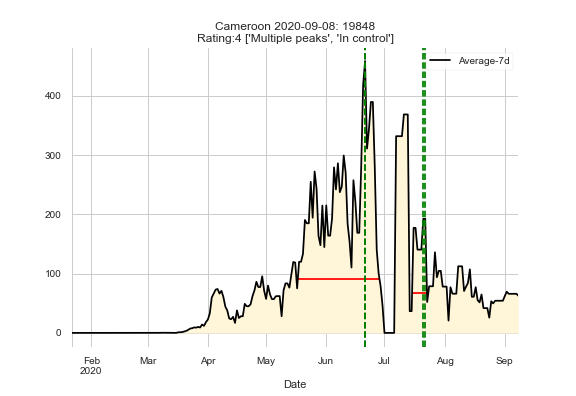 Cameroon 2020-09-08: 19848
Rating:4 ['Multiple peaks', 'In control']
Average-7d
400
300
200
100
0
Feb Mar Apr May Jun Jul Aug Sep
2020
Date